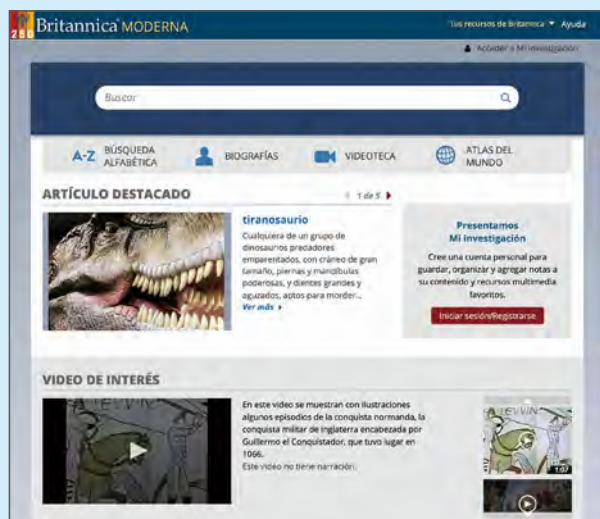 250
Britannica® MODERNA
Tus recursos de Britannica Ayuda
Acceder a Mi investigación
Buscar
A-Z BÚSQUEDA ALFABÉTICA
BIOGRAFÍAS
VIDEOTECA
ATLAS DEL MUNDO
ARTÍCULO DESTACADO
1 de 5
tiranosaurio
Cualquiera de un grupo de
dinosaurios predadores
emparentados, con cráneo de gran
tamaño, piernas y mandíbulas
poderosas, y dientes grandes y
aguzados, aptos para morder...
Ver más
Presentamos
Mi investigación
Cree una cuenta personal para
guardar, organizar y agregar notas a
su contenido y recursos multimedia
favoritos.
Iniciar sesión/Registrarse
VIDEO DE INTERÉS
En este video se muestran con ilustraciones
algunos episodios de la conquista normanda, la
conquista militar de Inglaterra encabezada por
Guillermo el Conquistador, que tuvo lugar en
1066.
Este video no tiene narración.
1:07